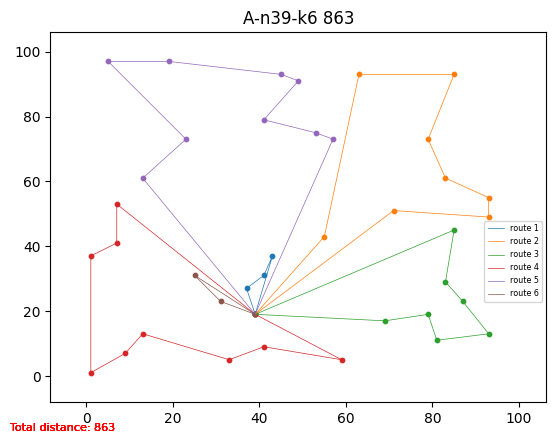 A-n39-k6 863
100
80
60
40
20
0
route 1
route 2
route 3
route 4
route 5
route 6
0 20 40 60 80 100
Total distance: 863